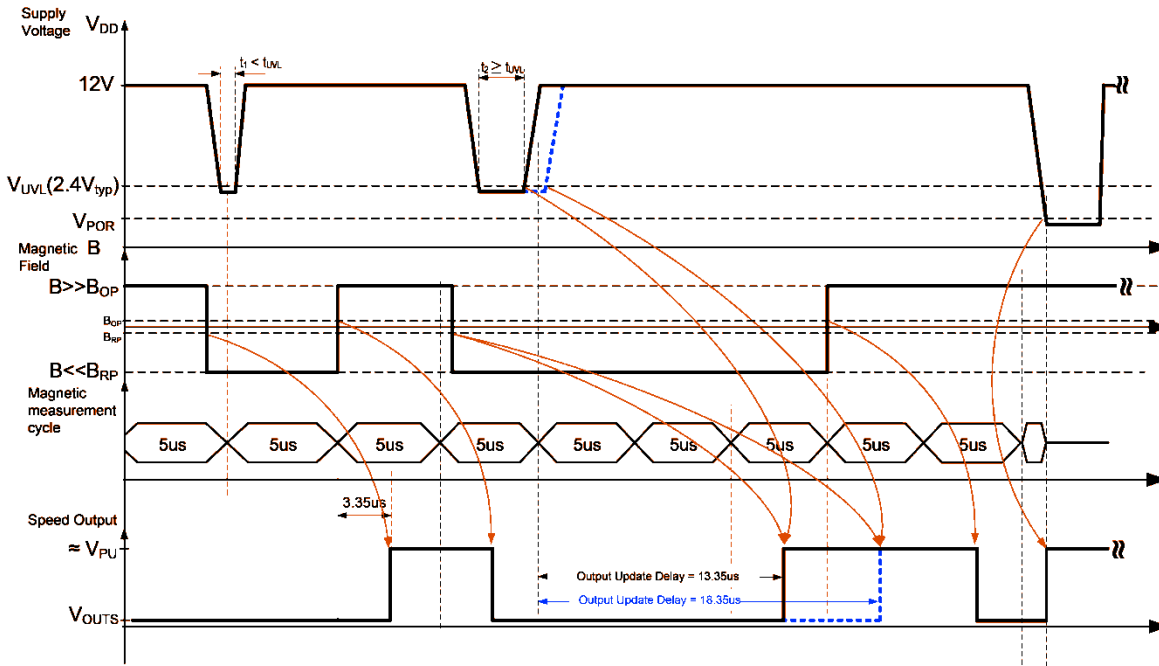 Supply
Voltage
VDD
t1 < tUVL
t2 ≥ tUVL
12V
VUVL(2.4Vtyp)
VPOR
Magnetic
Field
B
B>>BOP
BOP
BRP
B<<BRP
Magnetic
measurement
cycle
5us 5us 5us 5us 5us 5us 5us 5us 5us
3.35us
Speed Output
≈ VPU
Output Update Delay = 13.35us
Output Update Delay = 18.35us
VOUTS